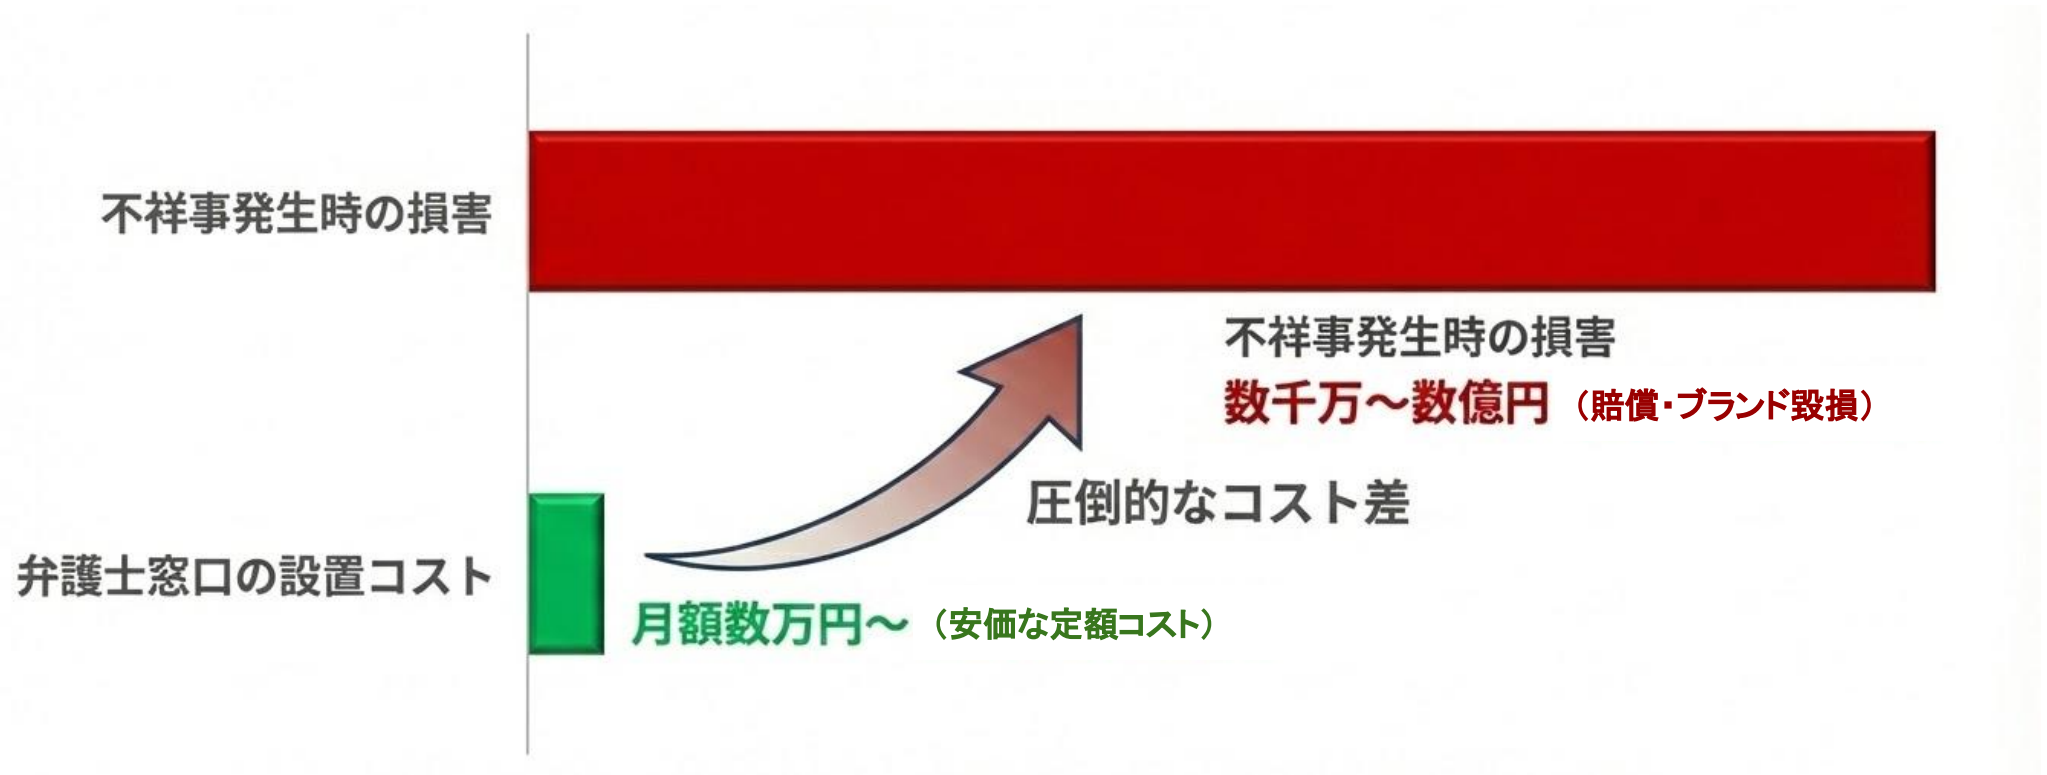 不祥事発生時の損害
不祥事発生時の損害
数千万～数億円（賠償・ブランド毀損）
圧倒的なコスト差
弁護士窓口の設置コスト
月額数万円～（安価な定額コスト）